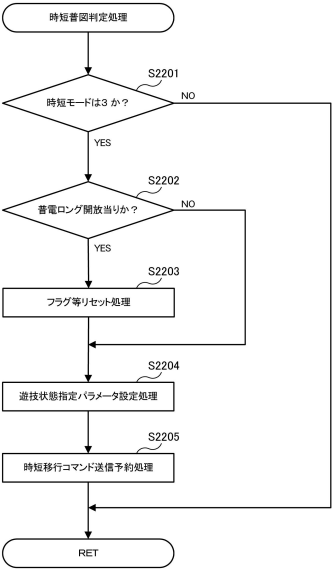 時短普図判定処理
S2201
時短モードは3か?
NO
YES
S2202
普電ロング開放当りか?
NO
YES
S2203
フラグ等リセット処理
S2204
遊技状態指定パラメータ設定処理
S2205
時短移行コマンド送信予約処理
RET